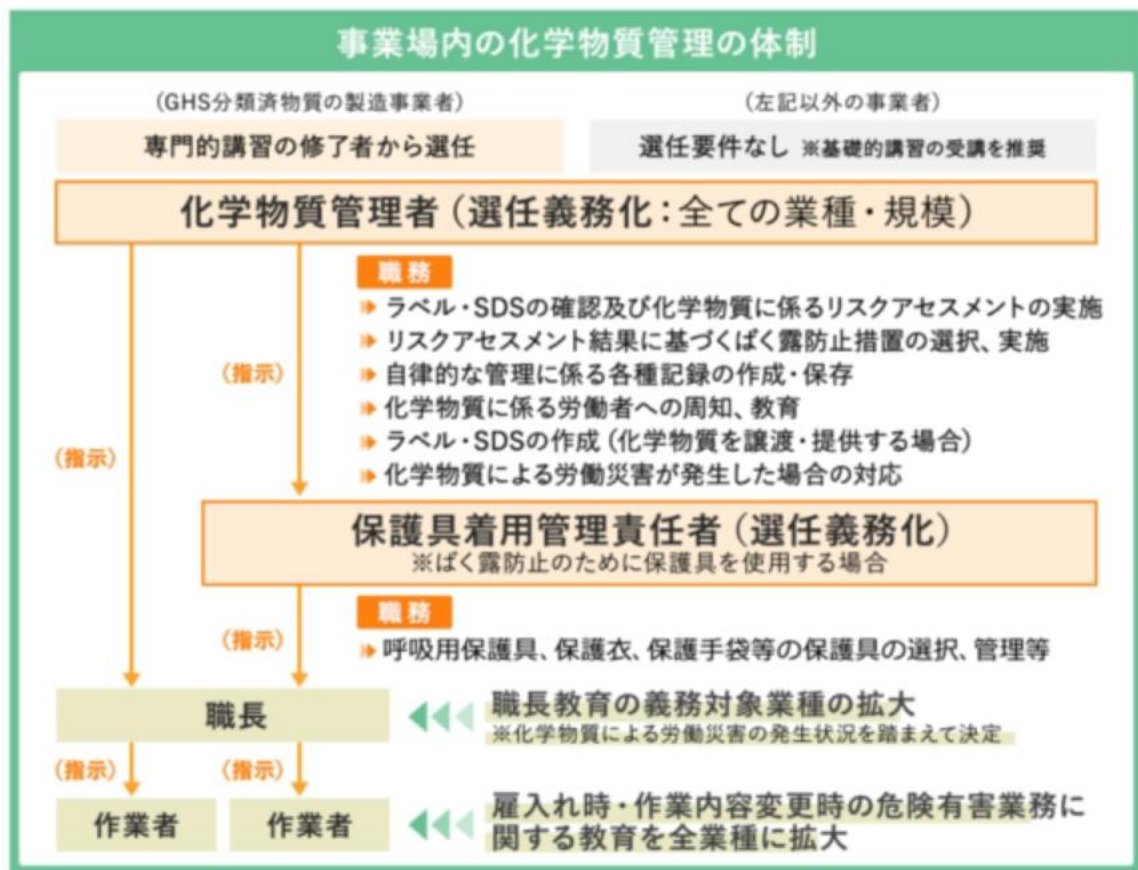 事業場内の化学物質管理の体制
(GHS分類済物質の製造事業者)
(左記以外の事業者)
専門的講習の修了者から選任
選任要件なし ※基礎的講習の受講を推奨
化学物質管理者(選任義務化:全ての業種・規模)
職務
ラベル・SDSの確認及び化学物質に係るリスクアセスメントの実施
リスクアセスメント結果に基づくばく露防止措置の選択、実施
自律的な管理に係る各種記録の作成・保存
化学物質に係る労働者への周知、教育
ラベル・SDSの作成(化学物質を譲渡・提供する場合)
化学物質による労働災害が発生した場合の対応
(指示)
(指示)
保護具着用管理責任者(選任義務化)
※ばく露防止のために保護具を使用する場合
職務
(指示)
呼吸用保護具、保護衣、保護手袋等の保護具の選択、管理等
職長
職長教育の義務対象業種の拡大
※化学物質による労働災害の発生状況を踏まえて決定
(指示)
(指示)
作業者
作業者
雇入れ時・作業内容変更時の危険有害業務に
関する教育を全業種に拡大